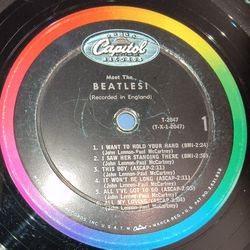 Capitol
RECORDS
Meet The...
BEATLES!
(Recorded in England)
T-2047
(T-X-1-2047)
1
1. I WANT TO HOLD YOUR HAND (BMI-2:24)
(John Lennon-Paul McCartney)
2. I SAW HER STANDING THERE (BMI-2:50)
(John Lennon-Paul McCartney)
3. THIS BOY (ASCAP-2:11)
(John Lennon-Paul McCartney)
4. IT WON'T BE LONG (ASCAP-2:11)
(John Lennon-Paul McCartney)
5. ALL I'VE GOT TO DO (ASCAP-2:05)
(John Lennon-Paul McCartney)
6. ALL MY LOVING (ASCAP-2:04)
(John Lennon-Paul McCartney)